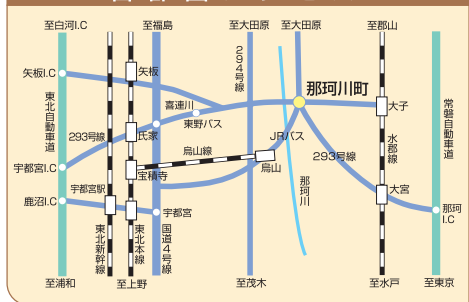 至白河I.C
至福島
至大田原
至大田原
至郡山
矢板I.C
矢板
294号線
喜連川
那珂川町
大子
東北自動車道
293号線
氏家
東野バス
JRバス
水郡線
常磐自動車道
烏山線
烏山
293号線
宇都宮I.C
宝積寺
那珂川
大宮
鹿沼I.C
宇都宮駅
宇都宮
那珂I.C
東北新幹線
東北本線
国道4号線
至浦和
至上野
至茂木
至水戸
至東京